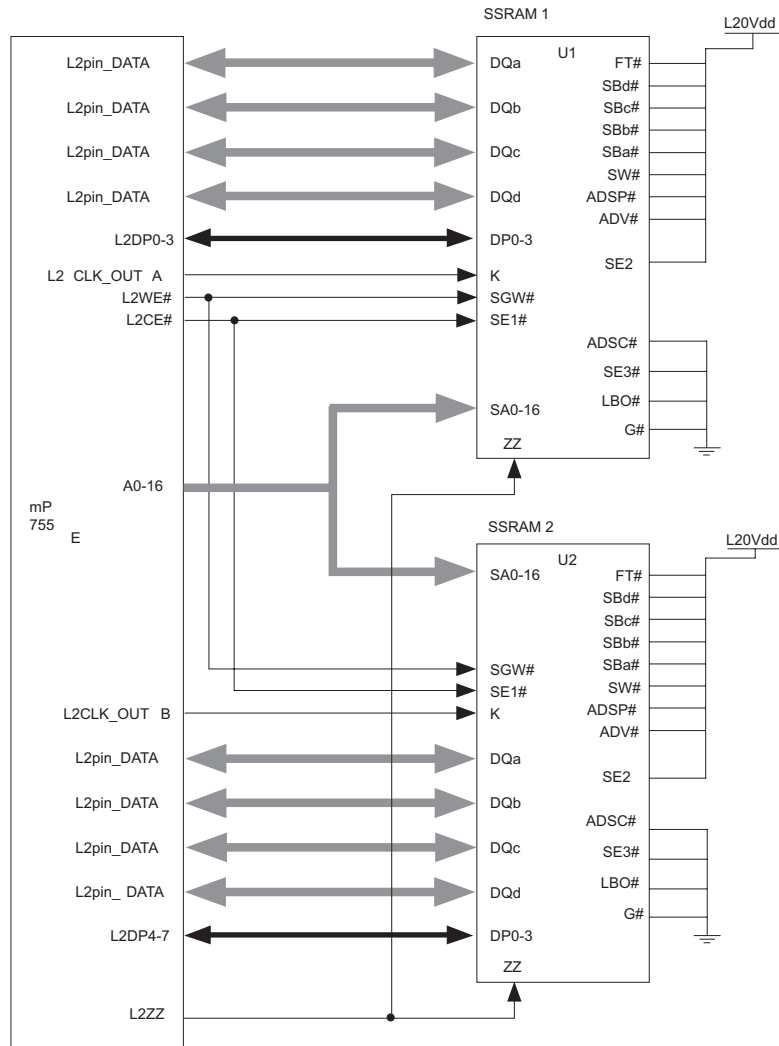 SSRAM 1
L20Vdd
U1
L2pin_DATA
DQa
FT#
SBd#
L2pin_DATA
DQb
SBc#
SBb#
L2pin_DATA
DQc
SBa#
SW#
L2pin_DATA
DQd
ADSP#
ADV#
L2DP0-3
DP0-3
SE2
L2 CLK_OUT A
K
L2WE#
SGW#
L2CE#
SE1#
ADSC#
SE3#
SA0-16
LBO#
G#
ZZ
A0-16
mP
755
E
SSRAM 2
L20Vdd
U2
SA0-16
FT#
SBd#
SBc#
SBb#
SBa#
SGW#
SW#
SE1#
ADSP#
L2CLK_OUT B
K
ADV#
L2pin_DATA
DQa
SE2
L2pin_DATA
DQb
ADSC#
L2pin_DATA
DQc
SE3#
LBO#
L2pin_ DATA
DQd
G#
L2DP4-7
DP0-3
ZZ
L2ZZ